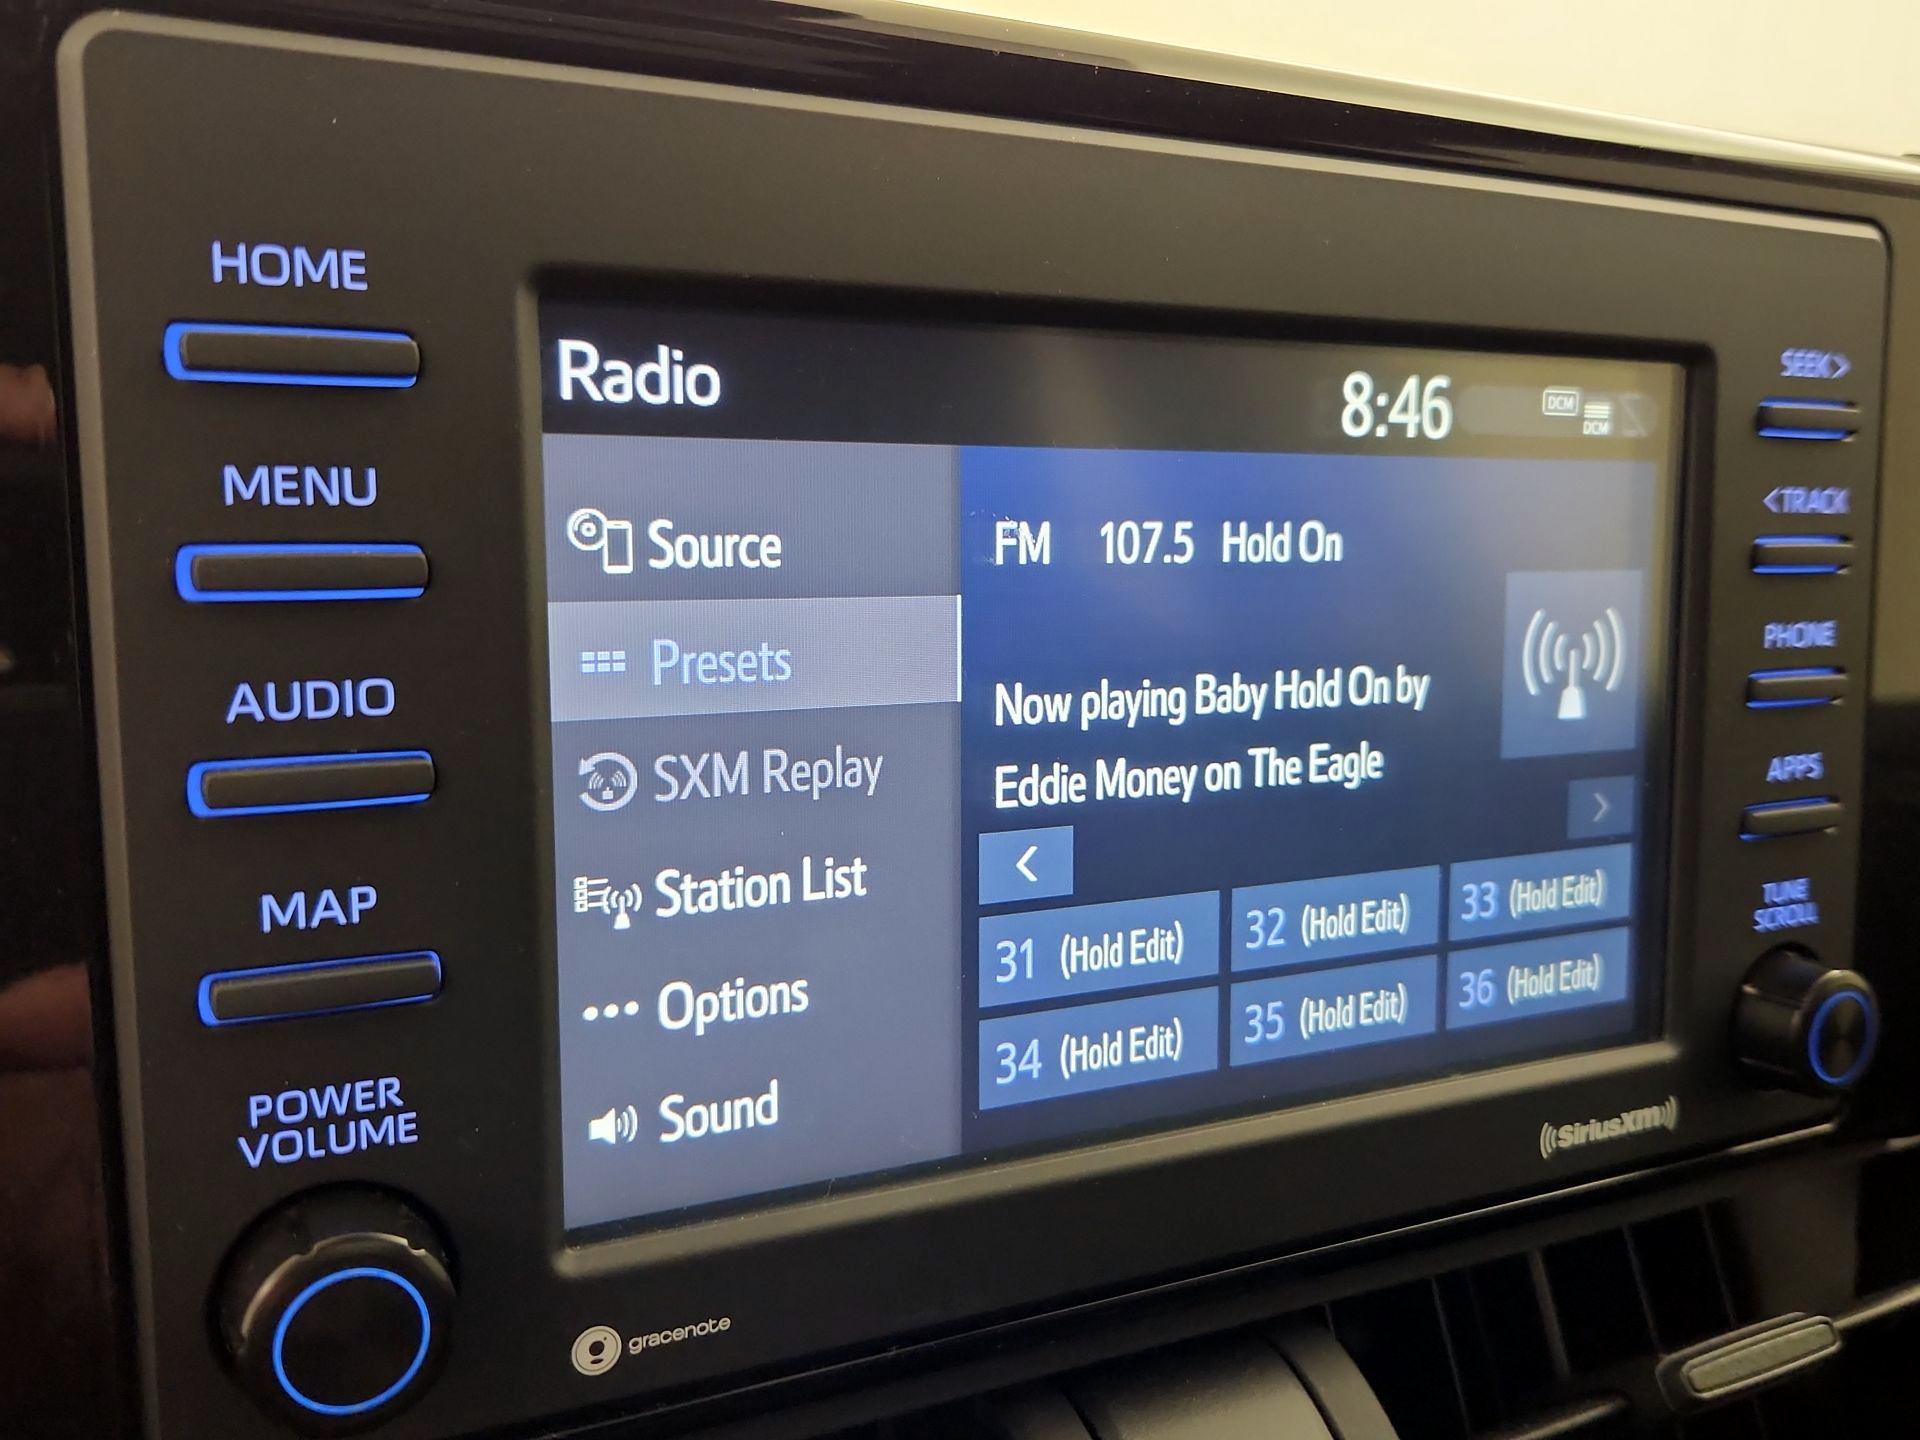 HOME
MENU
AUDIO
MAP
POWER
VOLUME
Radio
8:46
DCM
DCM
Source
Presets
SXM Replay
Station List
Options
Sound
FM 107.5 Hold On
Now playing Baby Hold On by
Eddie Money on The Eagle
<
>
31 (Hold Edit)
32 (Hold Edit)
33 (Hold Edit)
34 (Hold Edit)
35 (Hold Edit)
36 (Hold Edit)
SEEK>
<TRACK
PHONE
APPS
TUNE
SCROLL
((SiriusXM))
gracenote